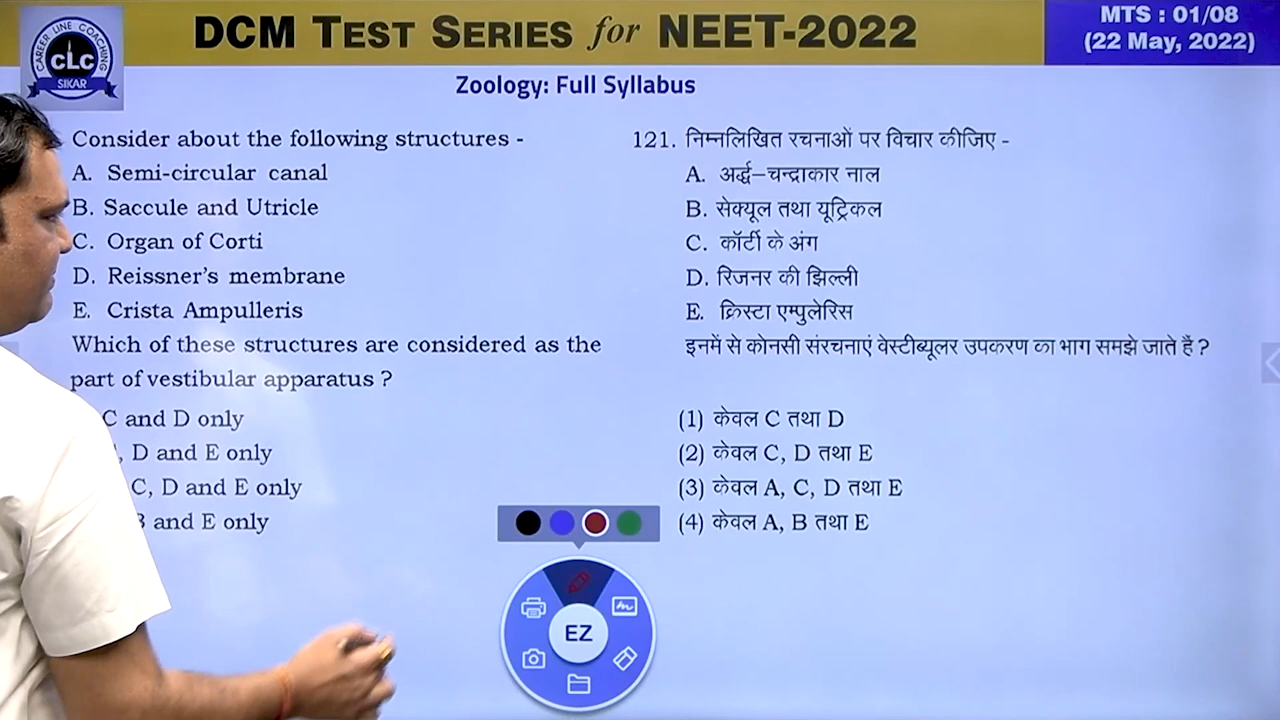 DCM TEST SERIES for NEET-2022
MTS : 01/08
(22 May, 2022)
CAREER LINE COACHING
CLC
SIKAR
Zoology: Full Syllabus
Consider about the following structures -
A. Semi-circular canal
B. Saccule and Utricle
C. Organ of Corti
D. Reissner's membrane
E. Crista Ampulleris
Which of these structures are considered as the
part of vestibular apparatus ?
C and D only
, D and E only
C, D and E only
B and E only
121. निम्नलिखित रचनाओं पर विचार कीजिए -
A. अर्द्ध–चन्द्राकार नाल
B. सेक्यूल तथा यूट्रिकल
C. कॉर्टी के अंग
D. रिजनर की झिल्ली
E. क्रिस्टा एम्पुलेरिस
इनमें से कोनसी संरचनाएं वेस्टीब्यूलर उपकरण का भाग समझे जाते हैं ?
(1) केवल C तथा D
(2) केवल C, D तथा E
(3) केवल A, C, D तथा E
(4) केवल A, B तथा E
EZ